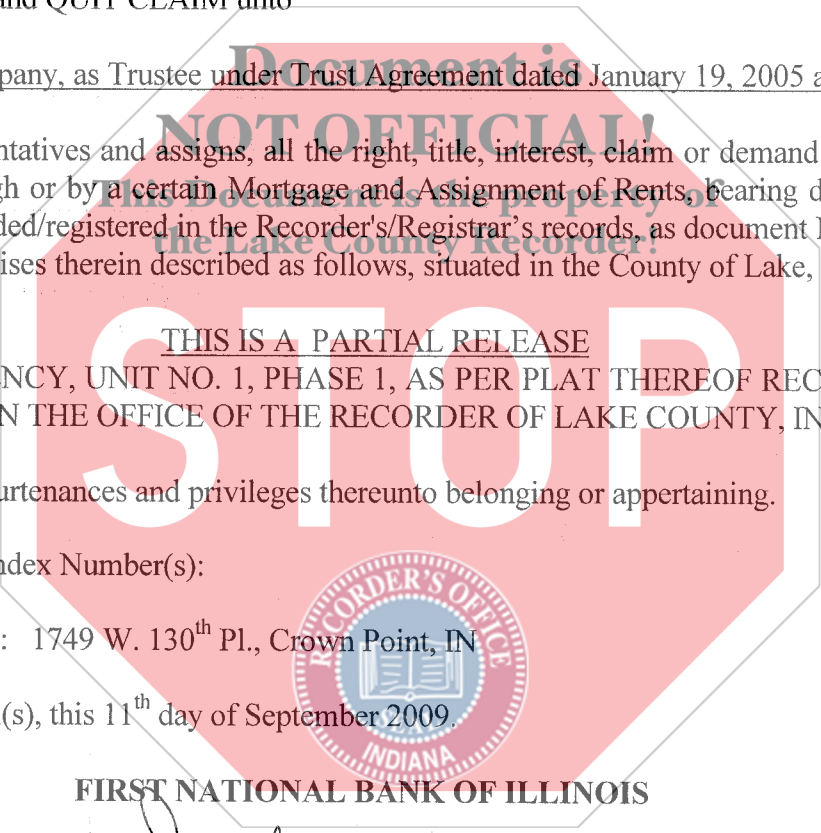 and QUIT CLAIM unto
Document is
pany, as Trustee under Trust Agreement dated January 19, 2005 a
NOT OFFICIAL!
ntatives and assigns, all the right, title, interest, claim or demand
This Document is the property of
gh or by a certain Mortgage and Assignment of Rents, bearing d
ded/registered in the Recorder's/Registrar's records, as document
the Lake County Recorder!
ises therein described as follows, situated in the County of Lake,
THIS IS A PARTIAL RELEASE
STOP
NCY, UNIT NO. 1, PHASE 1, AS PER PLAT THEREOF REC
N THE OFFICE OF THE RECORDER OF LAKE COUNTY, IN
urtenances and privileges thereunto belonging or appertaining.
ndex Number(s):
RECORDER'S OFFICE
: 1749 W. 130th Pl., Crown Point, IN
(s), this 11th day of September 2009.
SEAL
INDIANA
FIRST NATIONAL BANK OF ILLINOIS